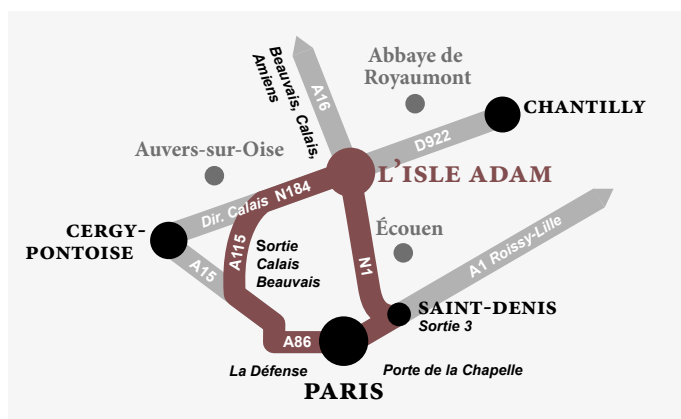 Beauvais, Calais,
Amiens
A16
Abbaye de
Royaumont
CHANTILLY
D922
Auvers-sur-Oise
L'ISLE ADAM
Dir. Calais N184
CERGY-
PONTOISE
A15
A115
Sortie
Calais
Beauvais
Écouen
N1
A1 Roissy-Lille
SAINT-DENIS
Sortie 3
A86
La Défense
Porte de la Chapelle
PARIS